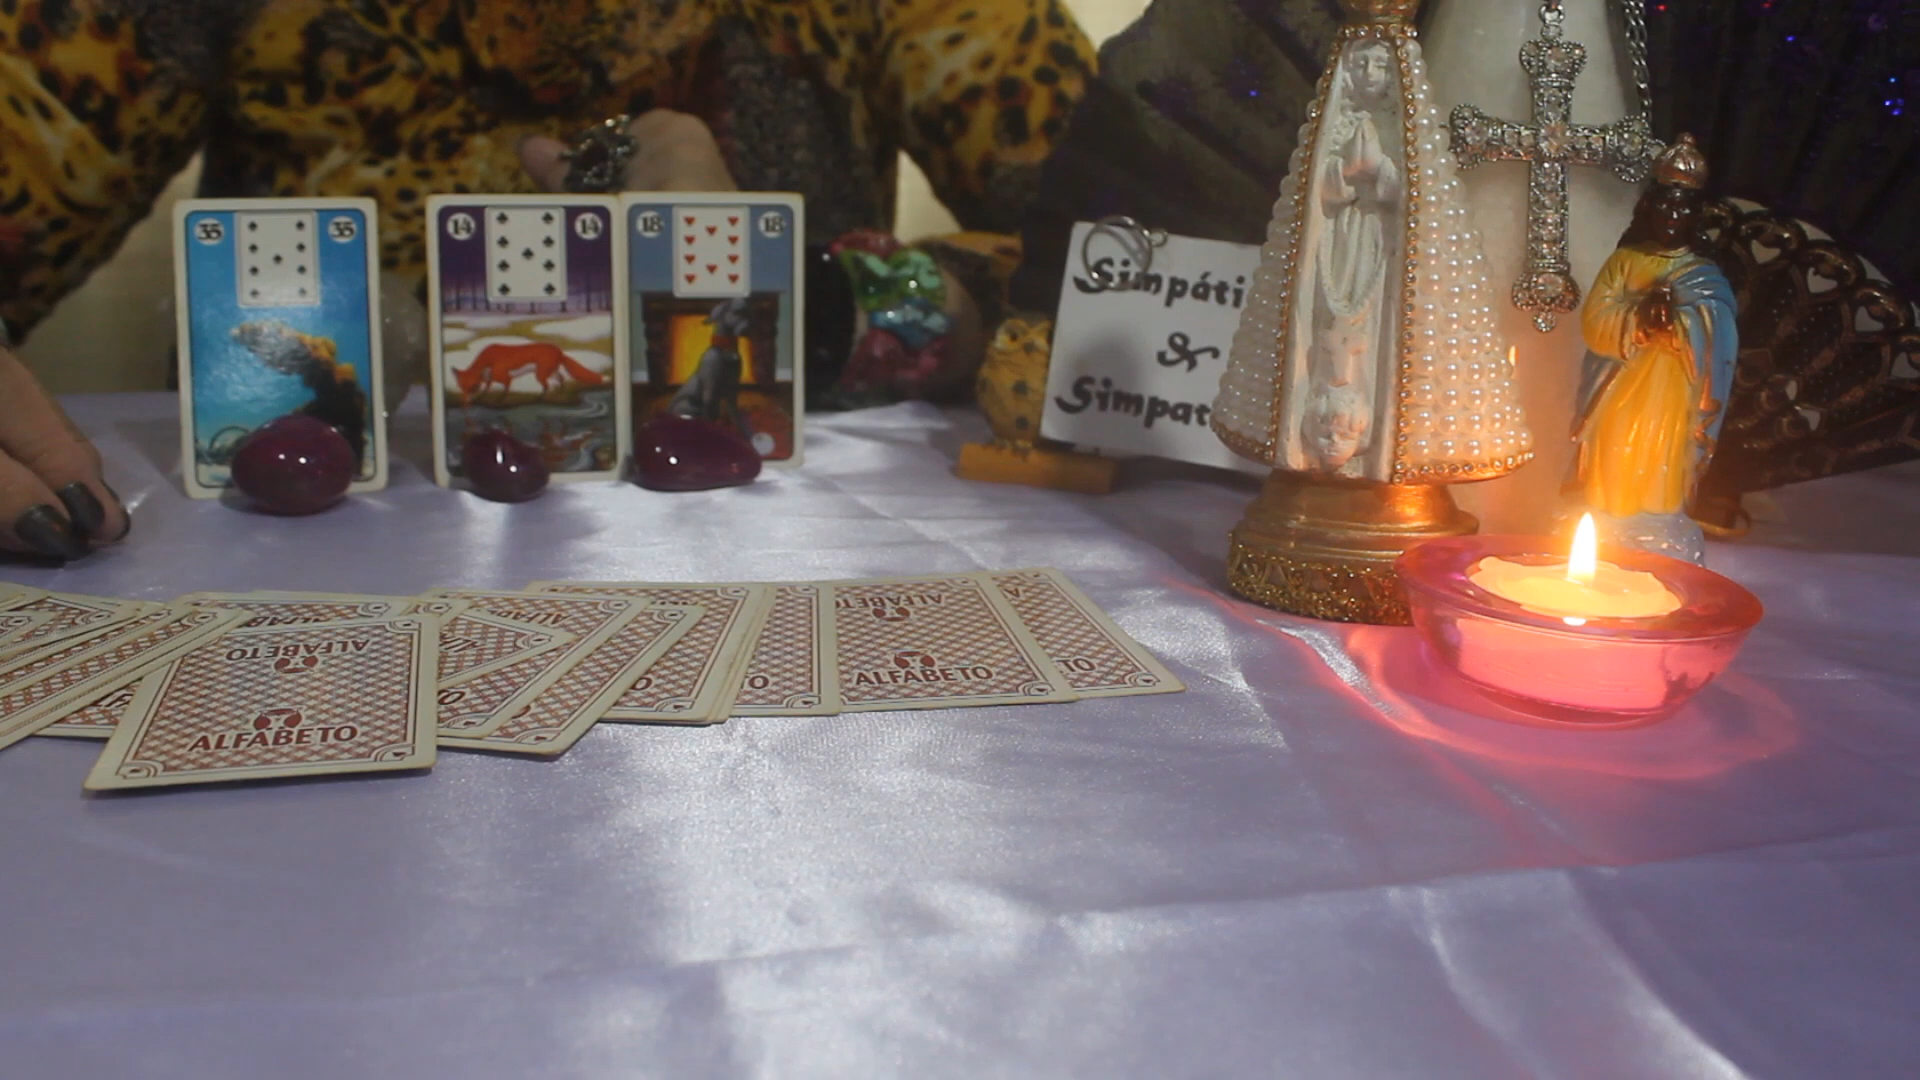 35 35
14 14
18 18
Simpáti
&
Simpat
ALFABETO
ALFABETO
ALFABETO
ALFABETO